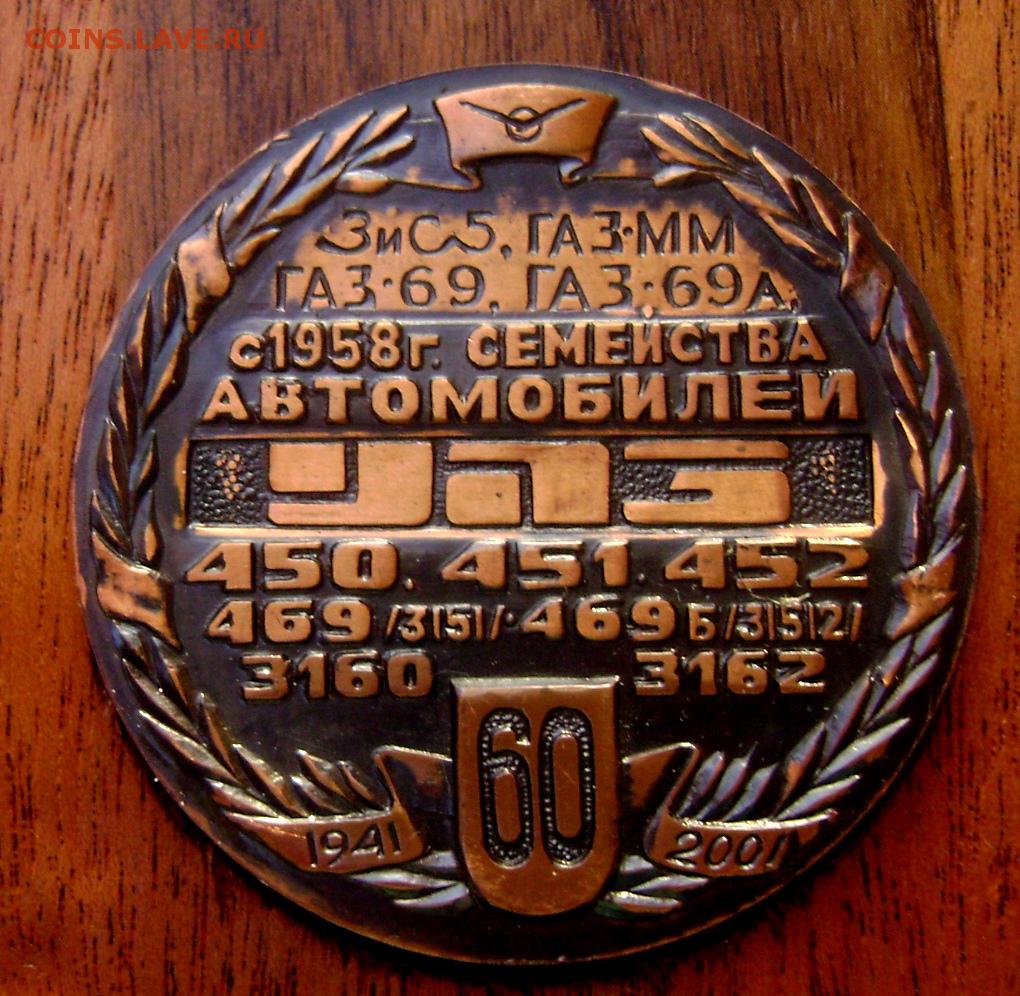 COINS.LAVE.RU
ЗиС5, ГАЗ·ММ
ГАЗ·69, ГАЗ·69А,
с1958г. СЕМЕЙСТВА
АВТОМОБИЛЕЙ
УАЗ
450. 451. 452
469 /3151/·469 Б/3152/
3160 3162
60
1941 2001